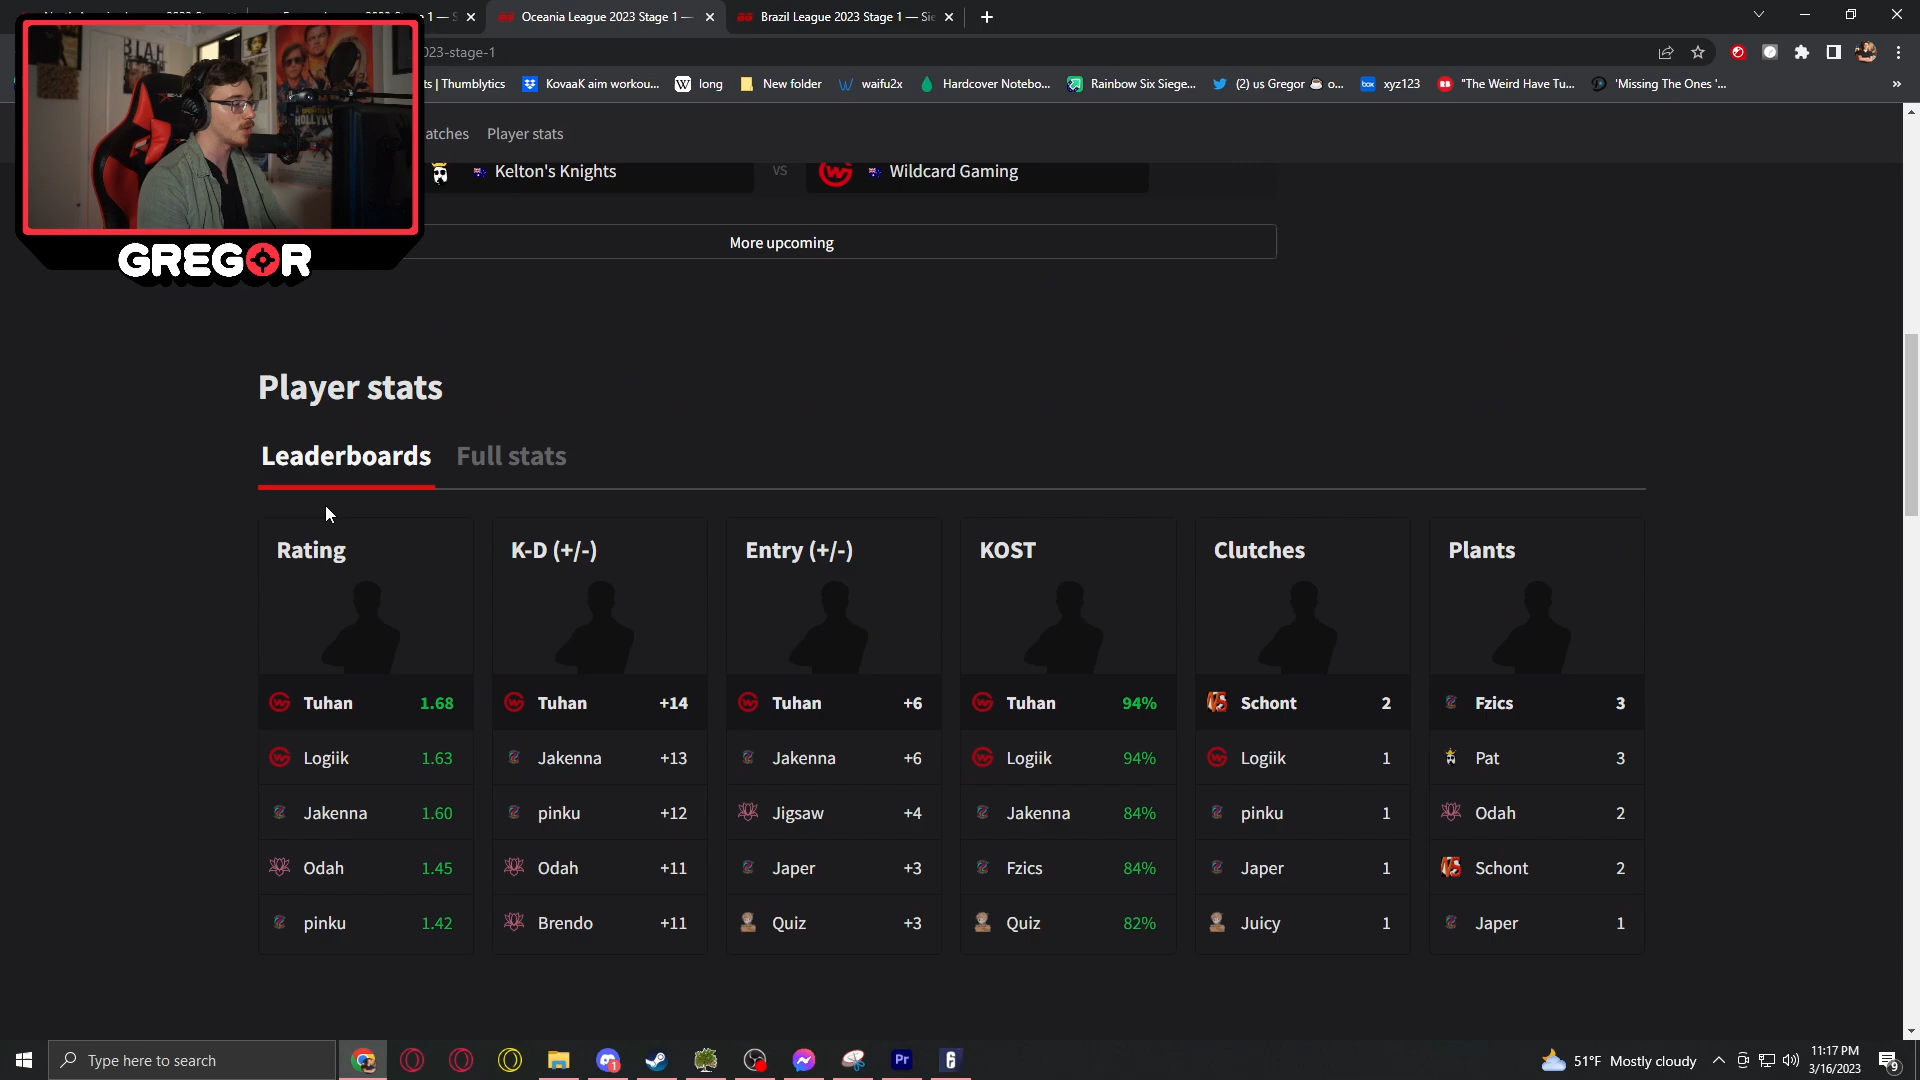 1 — S
Oceania League 2023 Stage 1 —
Brazil League 2023 Stage 1 — Sie
023-stage-1
ts | Thumblytics
KovaaK aim workou...
long
New folder
waifu2x
Hardcover Notebo...
Rainbow Six Siege...
(2) us Gregor ☕ o...
xyz123
"The Weird Have Tu...
'Missing The Ones '...
»
BLAH
HOLLYW
GREGOR
atches
Player stats
Kelton's Knights
VS
Wildcard Gaming
More upcoming
Player stats
Leaderboards
Full stats
Rating
K-D (+/-)
Entry (+/-)
KOST
Clutches
Plants
Tuhan 1.68
Tuhan +14
Tuhan +6
Tuhan 94%
Schont 2
Fzics 3
Logiik 1.63
Jakenna +13
Jakenna +6
Logiik 94%
Logiik 1
Pat 3
Jakenna 1.60
pinku +12
Jigsaw +4
Jakenna 84%
pinku 1
Odah 2
Odah 1.45
Odah +11
Japer +3
Fzics 84%
Japer 1
Schont 2
pinku 1.42
Brendo +11
Quiz +3
Quiz 82%
Juicy 1
Japer 1
Type here to search
Pr
6
51°F Mostly cloudy
11:17 PM
3/16/2023
9